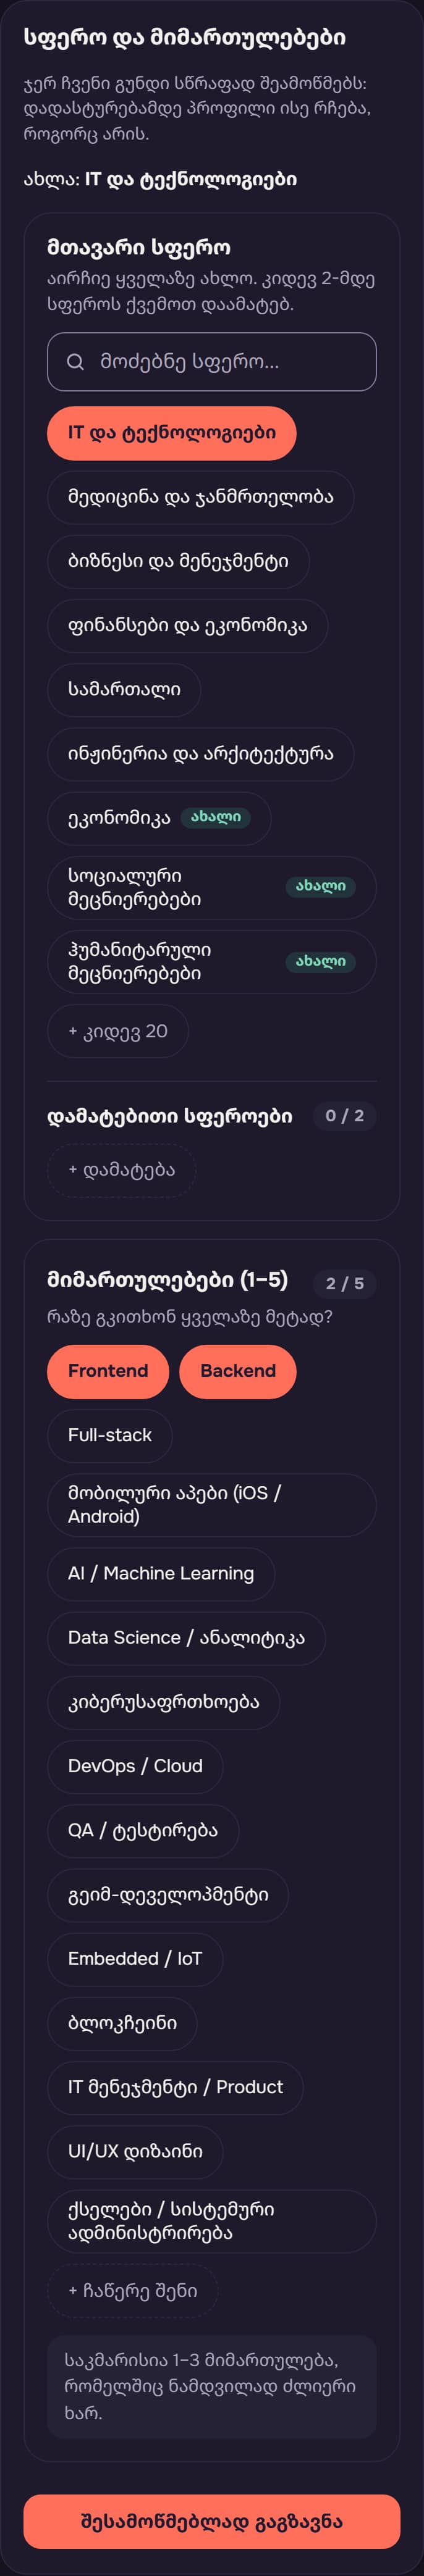 სფერო და მიმართულებები
ჯერ ჩვენი გუნდი სწრაფად შეამოწმებს:
დადასტურებამდე პროფილი ისე რჩება,
როგორც არის.
ახლა: IT და ტექნოლოგიები
მთავარი სფერო
აირჩიე ყველაზე ახლო. კიდევ 2-მდე
სფეროს ქვემოთ დაამატებ.
მოძებნე სფერო...
IT და ტექნოლოგიები
მედიცინა და ჯანმრთელობა
ბიზნესი და მენეჯმენტი
ფინანსები და ეკონომიკა
სამართალი
ინჟინერია და არქიტექტურა
ეკონომიკა ახალი
სოციალური
მეცნიერებები ახალი
ჰუმანიტარული
მეცნიერებები ახალი
+ კიდევ 20
დამატებითი სფეროები 0 / 2
+ დამატება
მიმართულებები (1–5) 2 / 5
რაზე გკითხონ ყველაზე მეტად?
Frontend Backend
Full-stack
მობილური აპები (iOS /
Android)
AI / Machine Learning
Data Science / ანალიტიკა
კიბერუსაფრთხოება
DevOps / Cloud
QA / ტესტირება
გეიმ-დეველოპმენტი
Embedded / IoT
ბლოკჩეინი
IT მენეჯმენტი / Product
UI/UX დიზაინი
ქსელები / სისტემური
ადმინისტრირება
+ ჩაწერე შენი
საკმარისია 1–3 მიმართულება,
რომელშიც ნამდვილად ძლიერი
ხარ.
შესამოწმებლად გაგზავნა